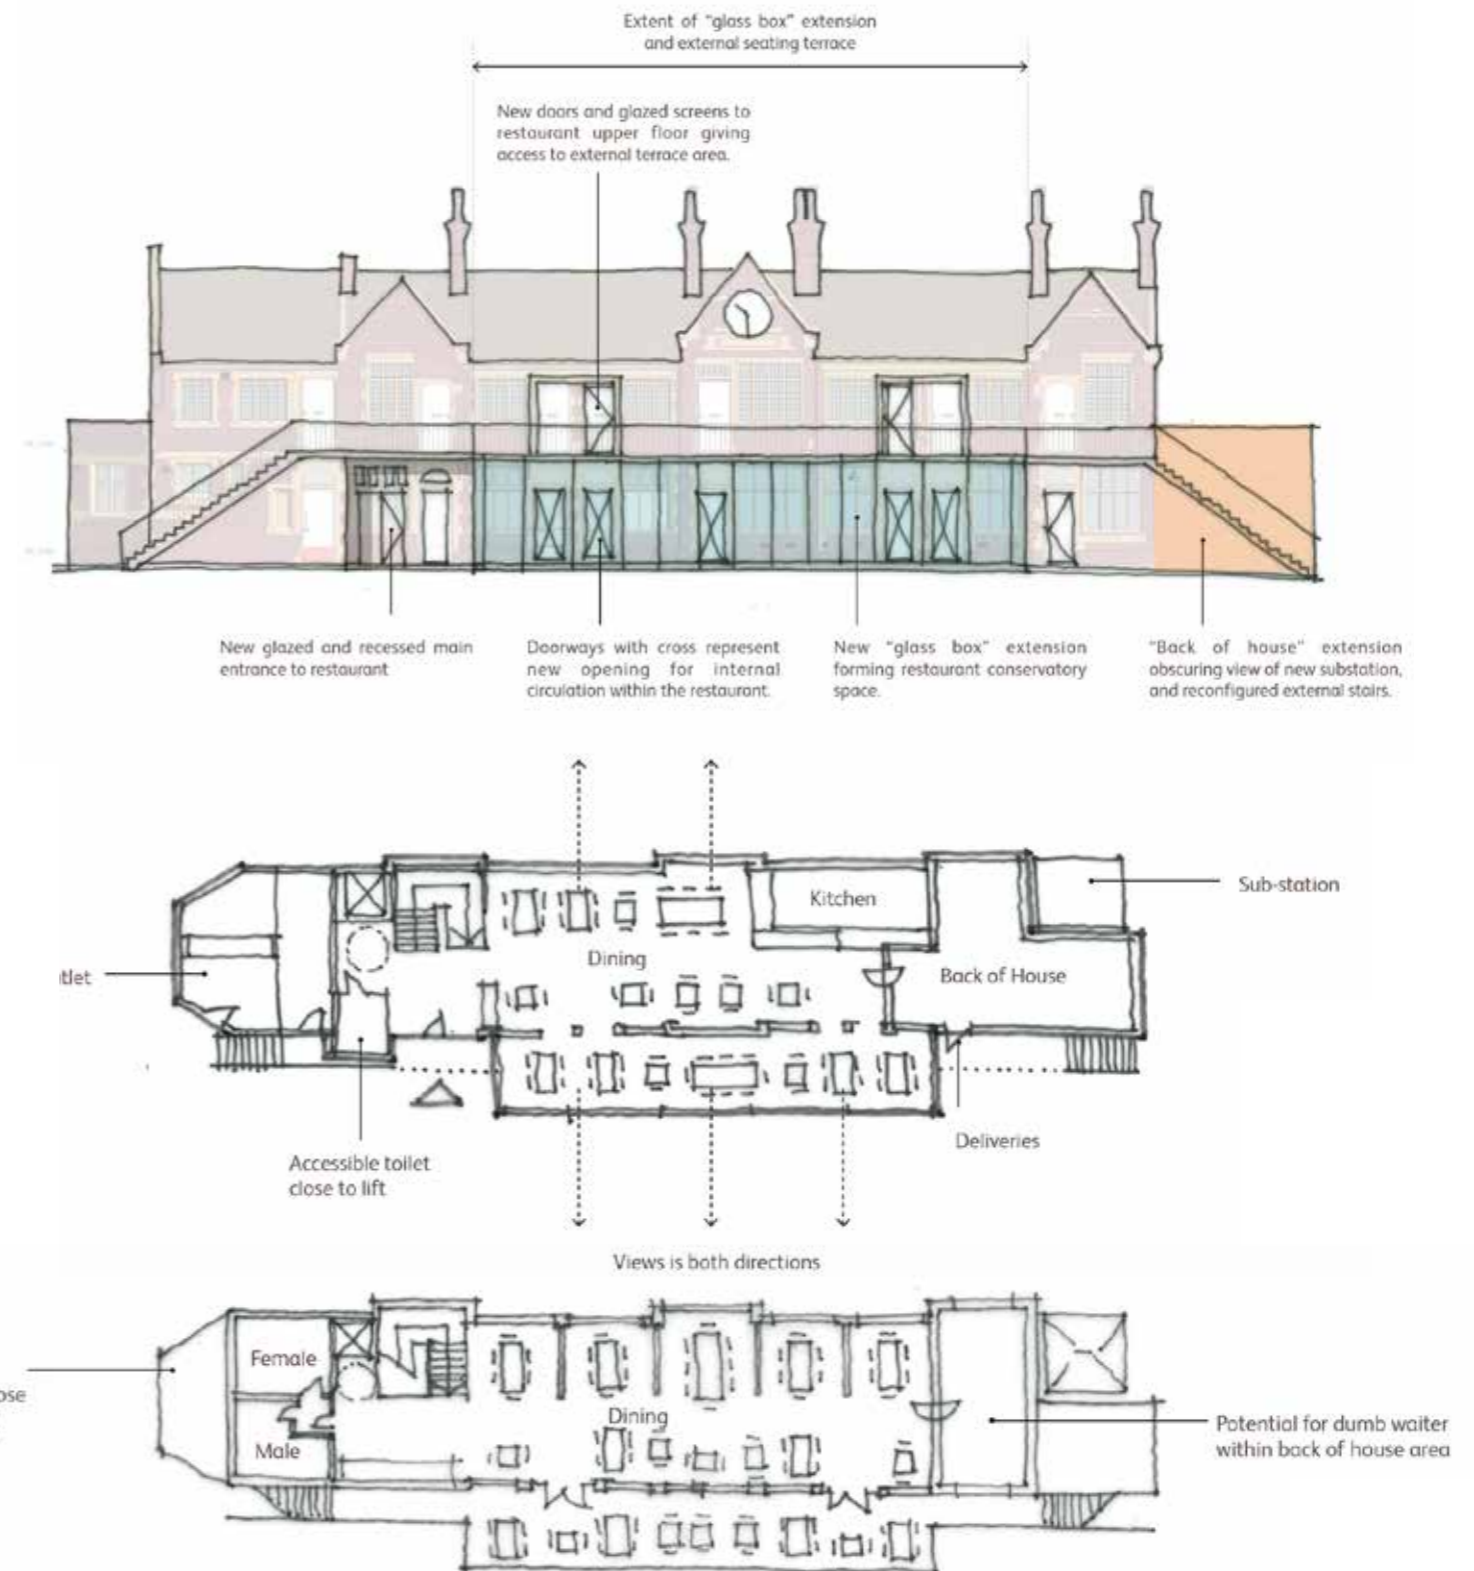 Extent of "glass box" extension
and external seating terrace
New doors and glazed screens to
restaurant upper floor giving
access to external terrace area.
New glazed and recessed main
entrance to restaurant
Doorways with cross represent
new opening for internal
circulation within the restaurant.
New "glass box" extension
forming restaurant conservatory
space.
"Back of house" extension
obscuring view of new substation,
and reconfigured external stairs.
Kitchen
Sub-station
Dining
Back of House
tlet
Deliveries
Accessible toilet
close to lift
Views is both directions
Female
ose
Dining
Male
Potential for dumb waiter
within back of house area